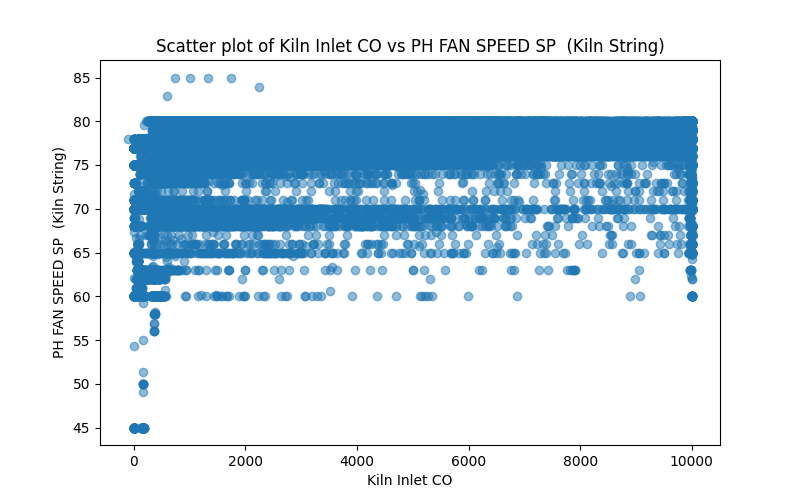 Scatter plot of Kiln Inlet CO vs PH FAN SPEED SP  (Kiln String)
PH FAN SPEED SP  (Kiln String)
85
80
75
70
65
60
55
50
45
0 2000 4000 6000 8000 10000
Kiln Inlet CO